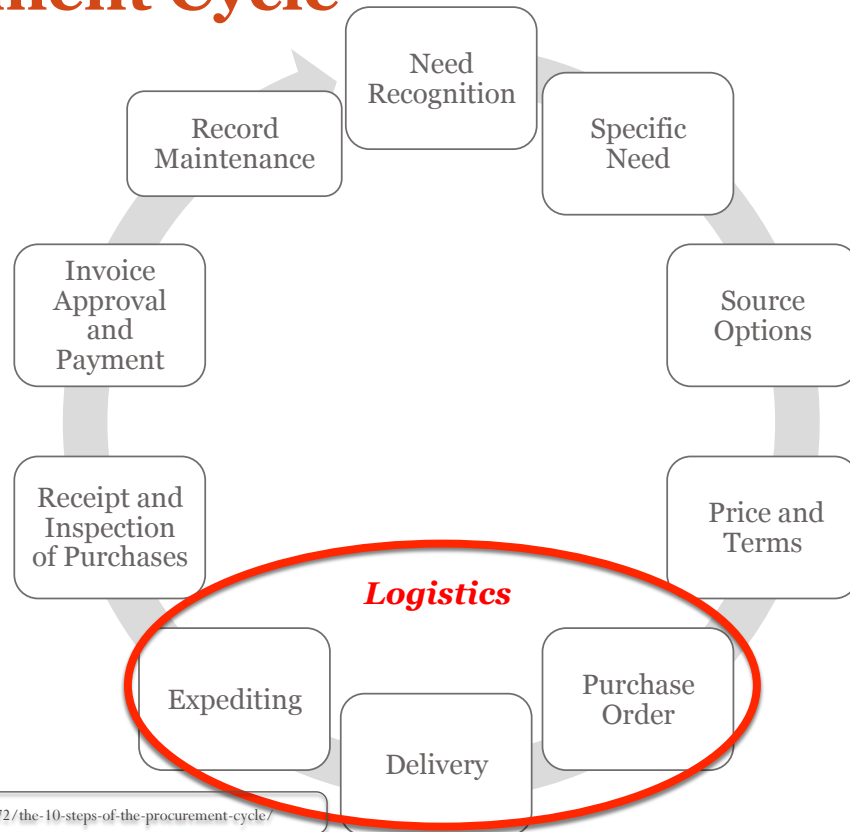 ment Cycle
Need
Recognition
Specific
Need
Source
Options
Price and
Terms
Logistics
Purchase
Order
Delivery
Expediting
Receipt and
Inspection
of Purchases
Invoice
Approval
and
Payment
Record
Maintenance
72/the-10-steps-of-the-procurement-cycle/